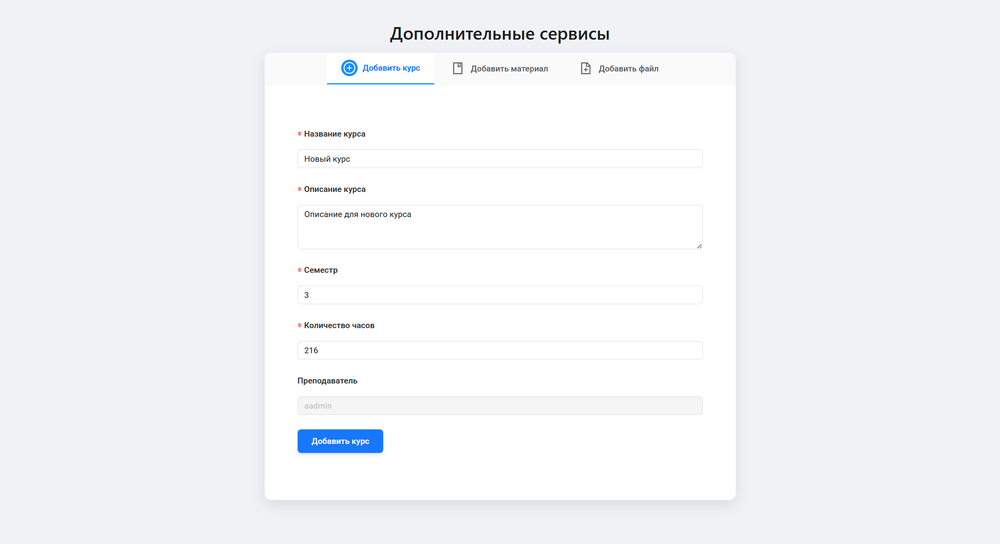 Дополнительные сервисы
Добавить курс
Добавить материал
Добавить файл
* Название курса
Новый курс
* Описание курса
Описание для нового курса
* Семестр
3
* Количество часов
216
Преподаватель
aadmin
Добавить курс